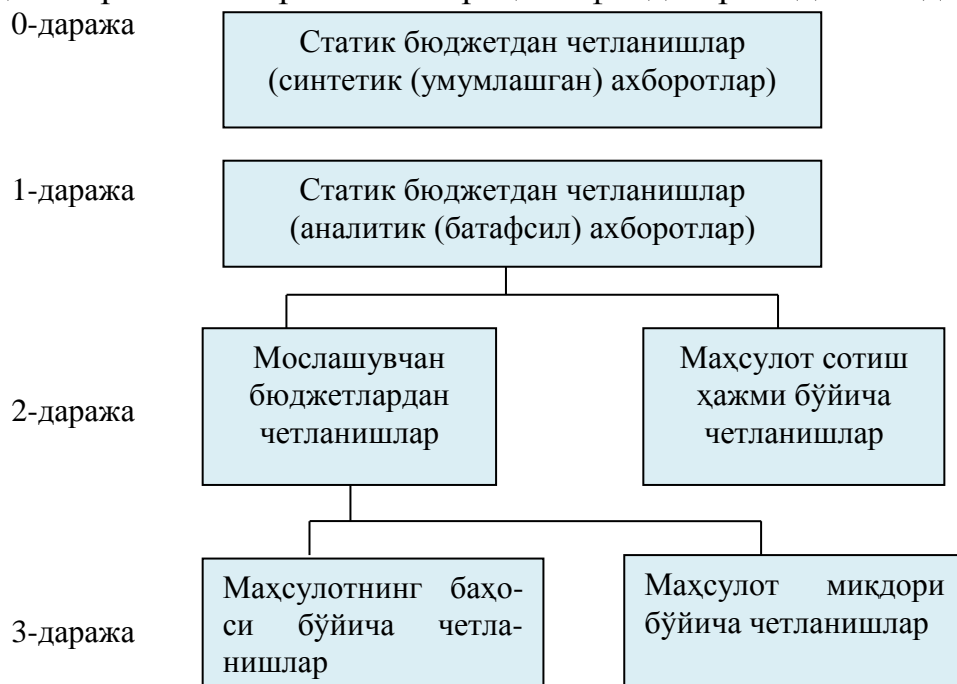 0-даража
Статик бюджетдан четланишлар
(синтетик (умумлашган) ахборотлар)
1-даража
Статик бюджетдан четланишлар
(аналитик (батафсил) ахборотлар)
2-даража
Мослашувчан
бюджетлардан
четланишлар
Маҳсулот сотиш
ҳажми бўйича
четланишлар
3-даража
Маҳсулотнинг баҳо-
си бўйича четла-
нишлар
Маҳсулот миқдори
бўйича четланишлар